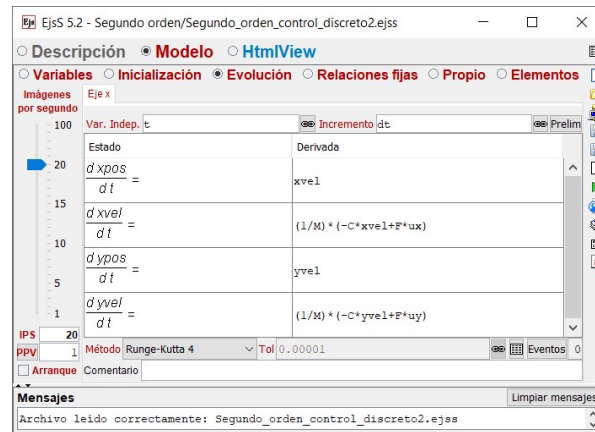 EjsS 5.2 - Segundo orden/Segundo_orden_control_discreto2.ejss
Descripción Modelo HtmlView
Variables Inicialización Evolución Relaciones fijas Propio Elementos
Imágenes por segundo
100
20
15
10
5
1
IPS 20
PPV 1
Arranque
Eje x
Var. Indep. t Incremento dt Prelim
Estado Derivada
d xpos / d t = xvel
d xvel / d t = (1/M)*(-C*xvel+F*ux)
d ypos / d t = yvel
d yvel / d t = (1/M)*(-C*yvel+F*uy)
Método Runge-Kutta 4 Tol 0.00001 Eventos 0
Comentario
Mensajes Limpiar mensajes
Archivo leído correctamente: Segundo_orden_control_discreto2.ejss